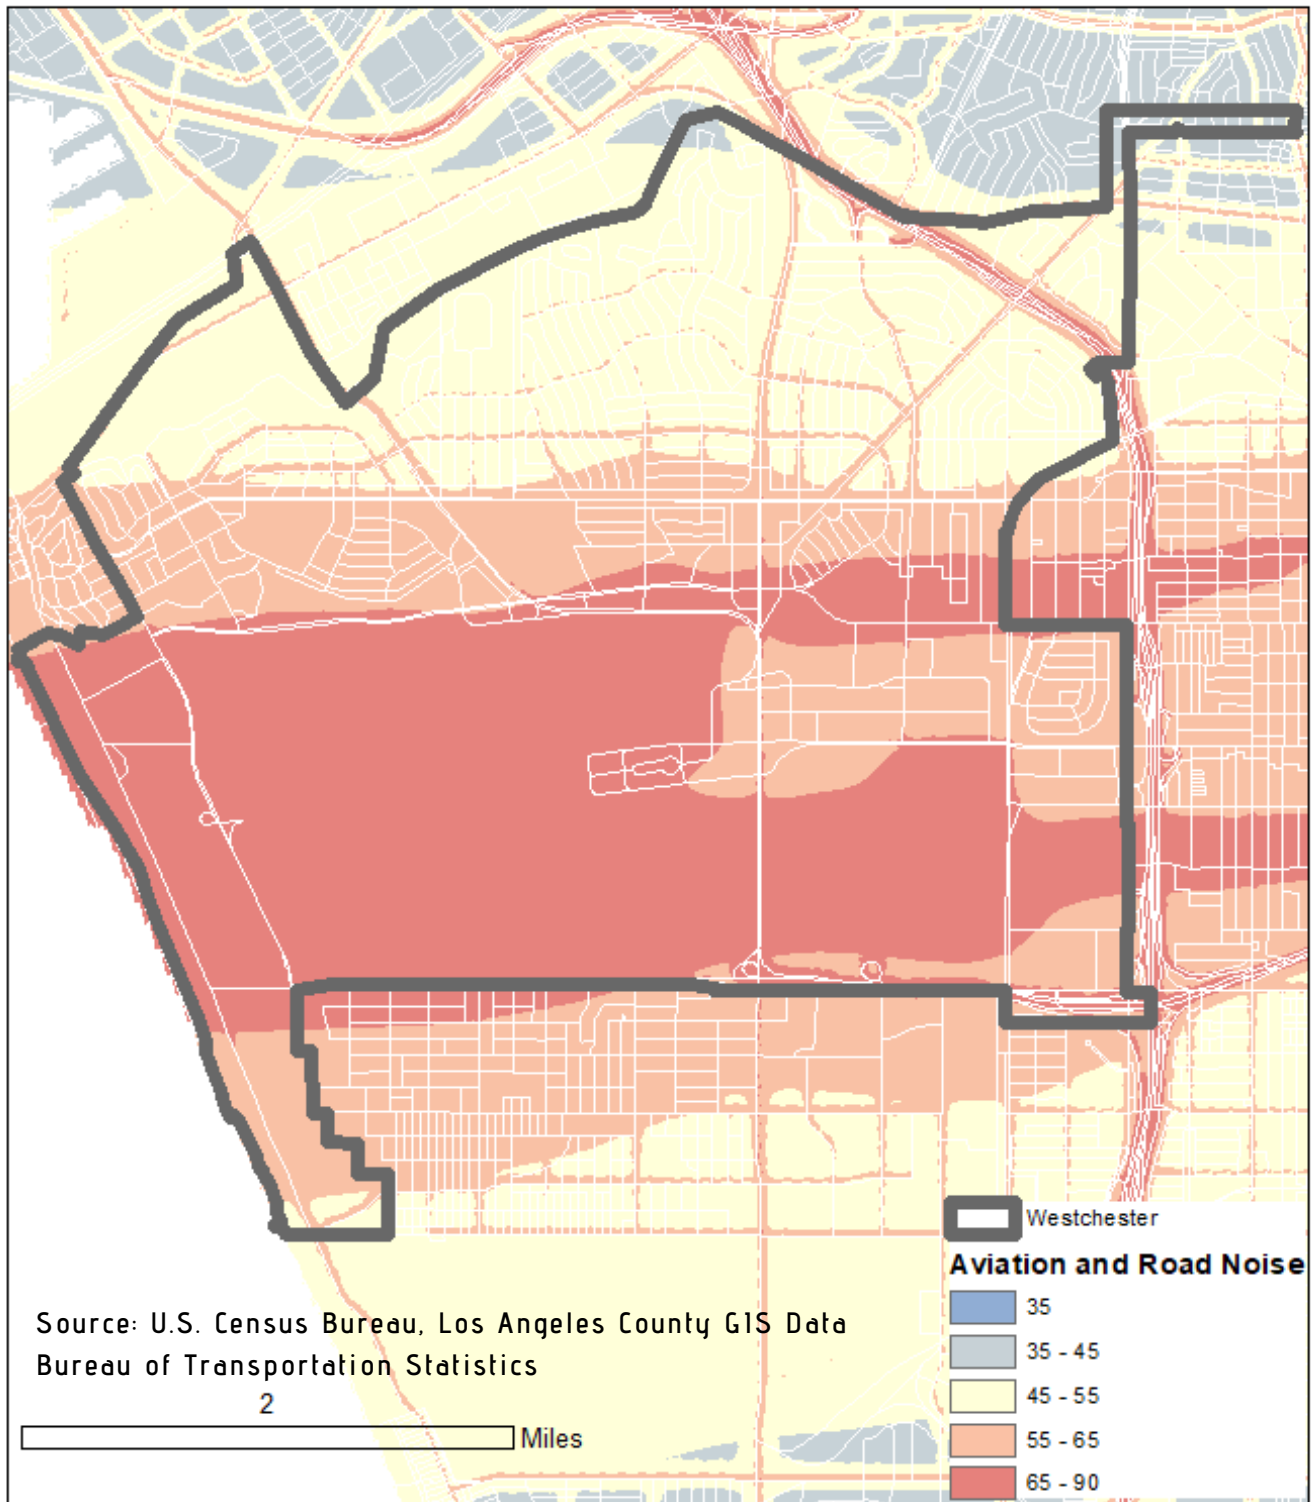 Westchester
Aviation and Road Noise
35
35 - 45
45 - 55
55 - 65
65 - 90
Source: U.S. Census Bureau, Los Angeles County GIS Data
Bureau of Transportation Statistics
2
Miles